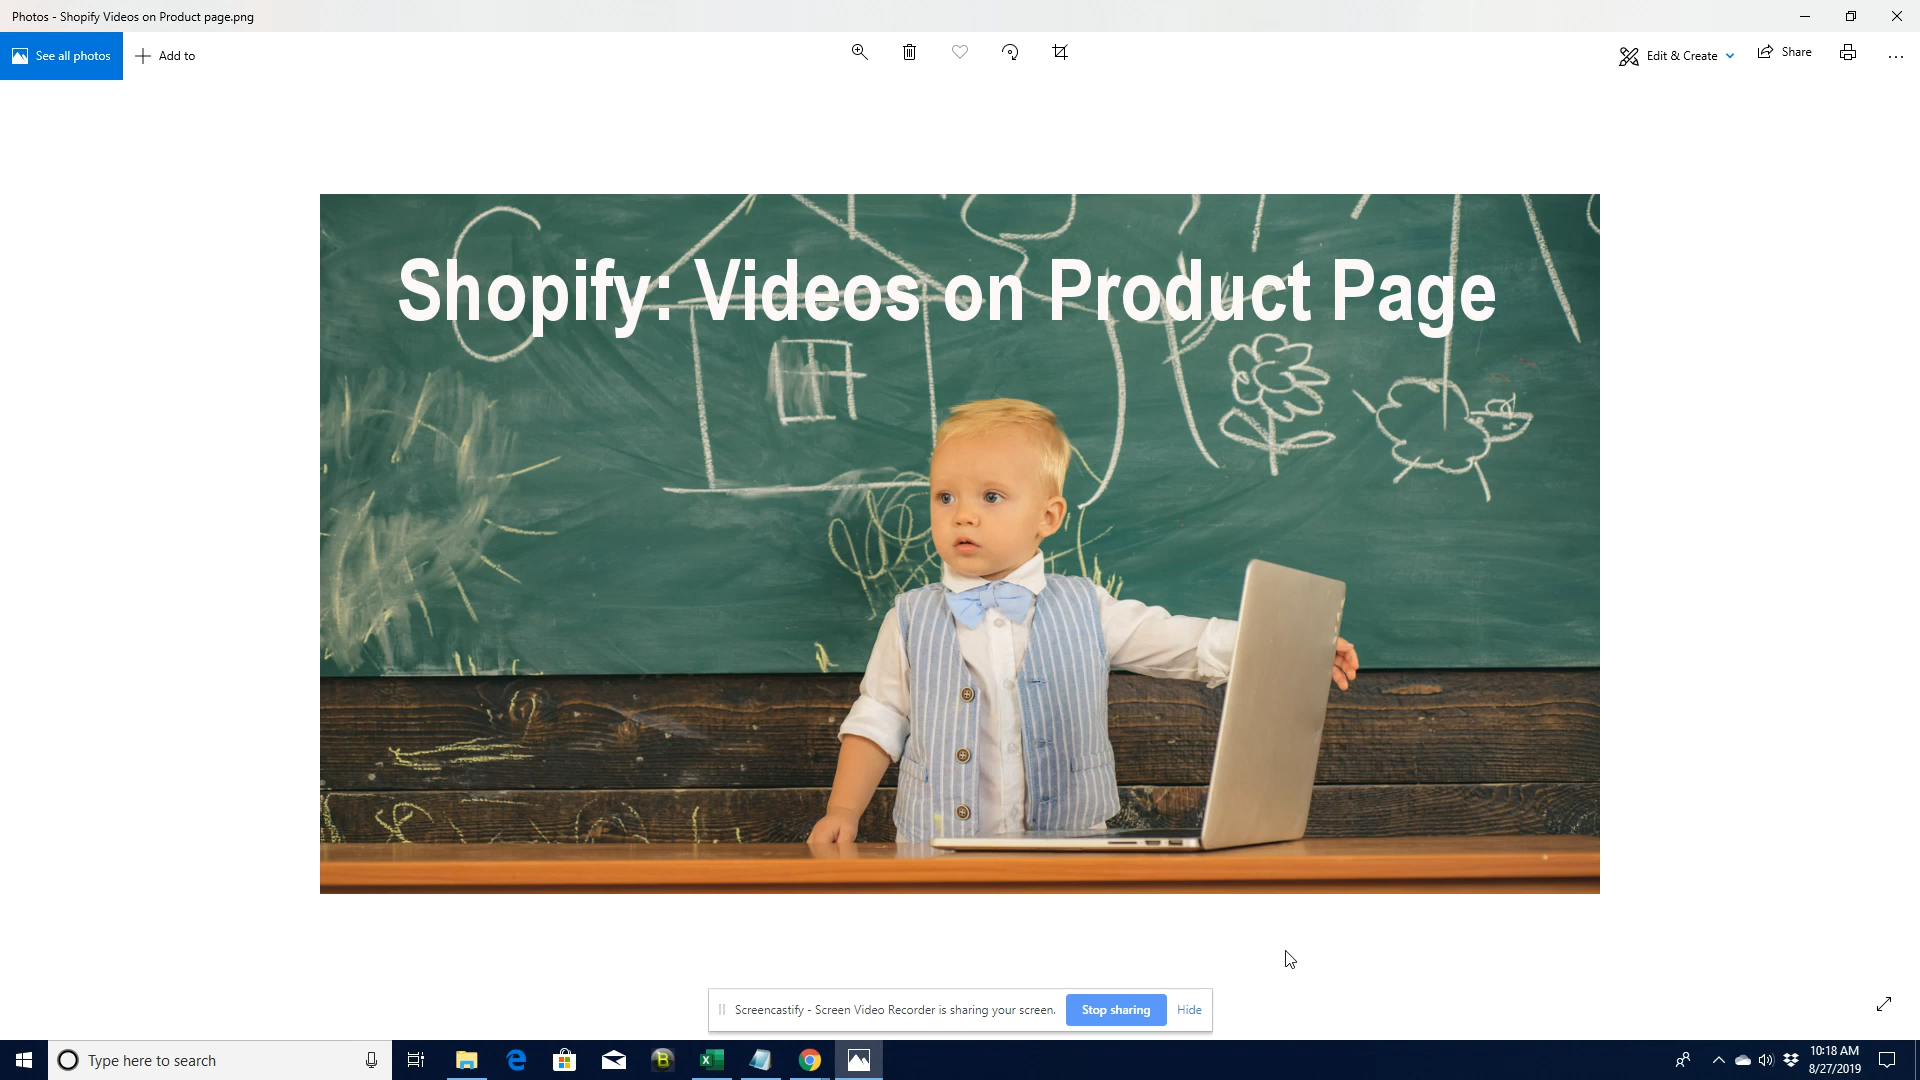 Photos - Shopify Videos on Product page.png
See all photos
Add to
Edit & Create
Share
Shopify: Videos on Product Page
Screencastify - Screen Video Recorder is sharing your screen.
Stop sharing
Hide
Type here to search
10:18 AM
8/27/2019